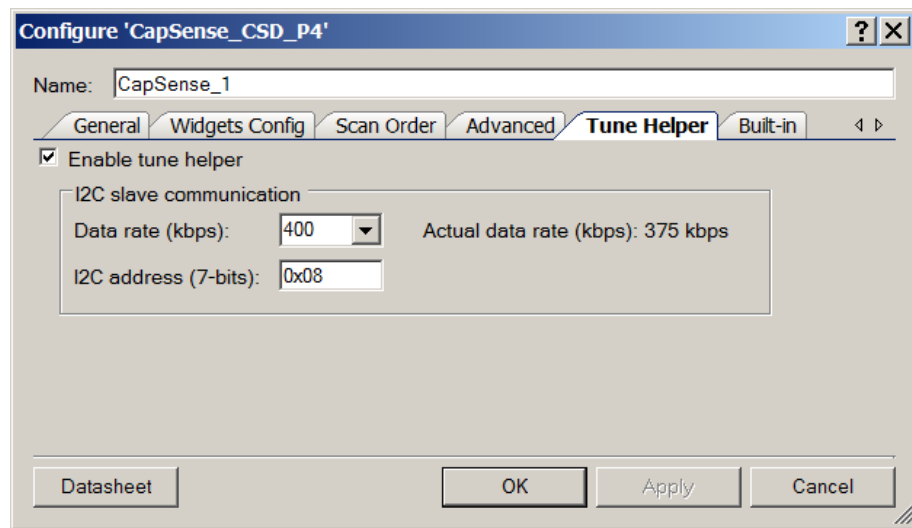 Configure 'CapSense_CSD_P4'
Name: CapSense_1
General Widgets Config Scan Order Advanced Tune Helper Built-in
Enable tune helper
I2C slave communication
Data rate (kbps): 400 Actual data rate (kbps): 375 kbps
I2C address (7-bits): 0x08
Datasheet OK Apply Cancel